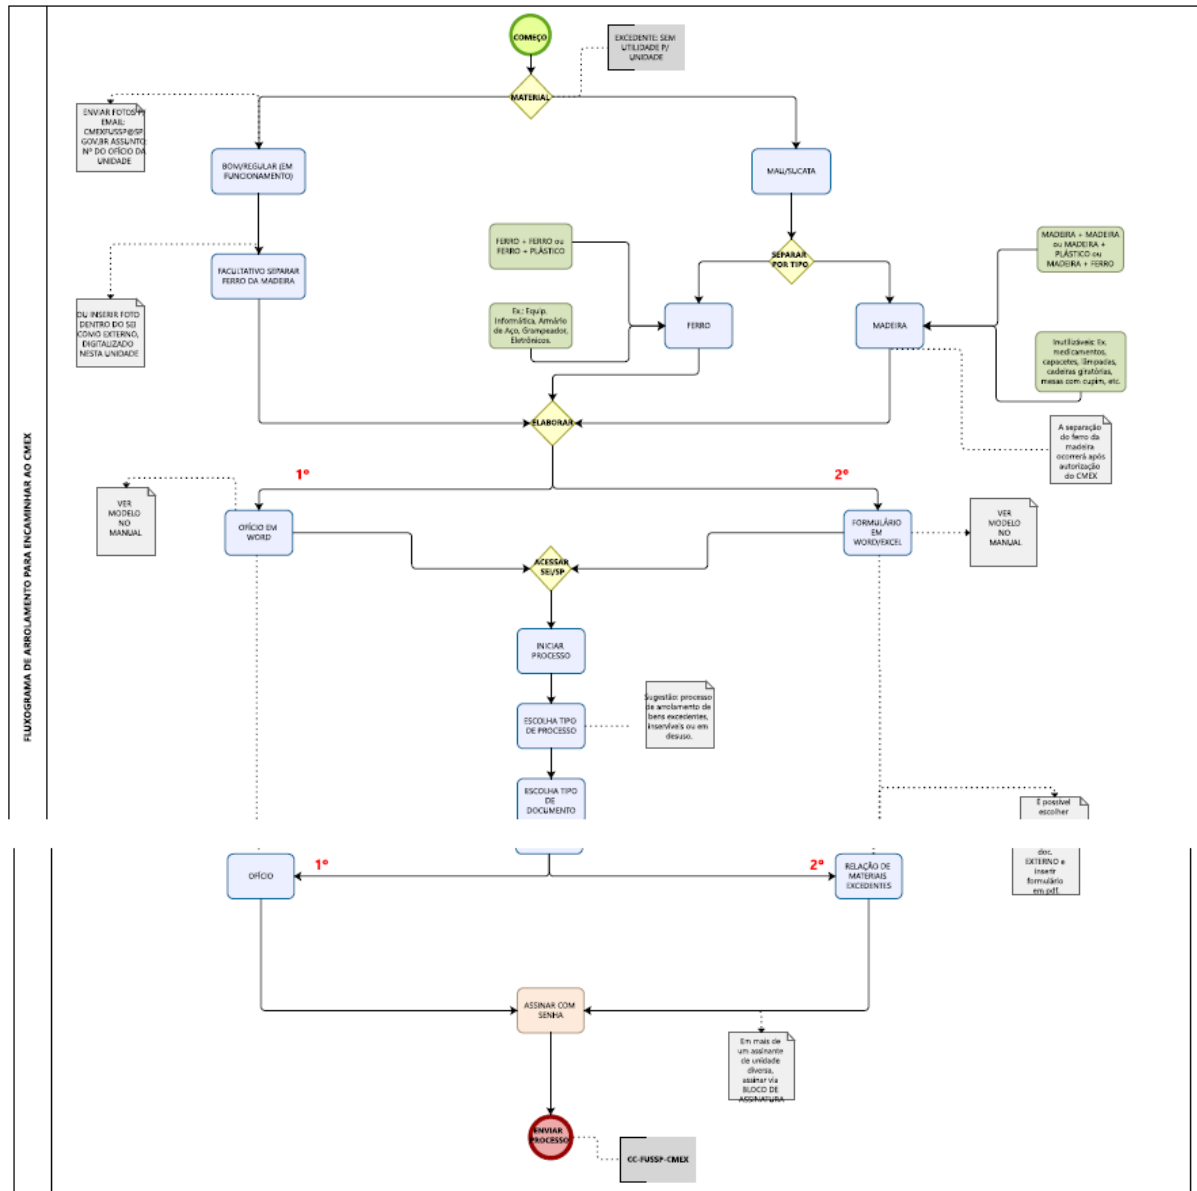 FLUXOGRAMA DE ARROLAMENTO PARA ENCAMINHAR AO CMEX
COMEÇO
EXCEDENTE: SEM
UTILIDADE P/
UNIDADE
MATERIAL
ENVIAR FOTOS P/
EMAIL:
CMEXFUSSP@SP.
GOV.BR ASSUNTO:
Nº DO OFÍCIO DA
UNIDADE
BOM/REGULAR (EM
FUNCIONAMENTO)
MAU/SUCATA
FERRO + FERRO ou
FERRO + PLÁSTICO
SEPARAR
POR TIPO
MADEIRA + MADEIRA
ou MADEIRA +
PLÁSTICO ou
MADEIRA + FERRO
FACULTATIVO SEPARAR
FERRO DA MADEIRA
OU INSERIR FOTO
DENTRO DO SEI
COMO EXTERNO,
DIGITALIZADO
NESTA UNIDADE
Ex.: Equip.
Informática, Armário
de Aço, Grampeador,
Eletrônicos.
FERRO
MADEIRA
Inutilizáveis: Ex.
medicamentos,
capacetes, lâmpadas,
cadeiras giratórias,
mesas com cupim, etc.
ELABORAR
A separação
do ferro da
madeira
ocorrerá após
autorização
do CMEX
1º
2º
VER
MODELO
NO
MANUAL
OFÍCIO EM
WORD
FORMULÁRIO
EM
WORD/EXCEL
VER
MODELO
NO
MANUAL
ACESSAR
SEI/SP
INICIAR
PROCESSO
ESCOLHA TIPO
DE PROCESSO
Sugestão: processo
de arrolamento de
bens excedentes,
inservíveis ou em
desuso.
ESCOLHA TIPO
DE
DOCUMENTO
É possível
escolher
doc.
EXTERNO e
inserir
formulário
em pdf.
1º
2º
OFÍCIO
RELAÇÃO DE
MATERIAIS
EXCEDENTES
ASSINAR COM
SENHA
Em mais de
um assinante
de unidade
diversa,
assinar via
BLOCO DE
ASSINATURA
ENVIAR
PROCESSO
CC-FUSSP-CMEX